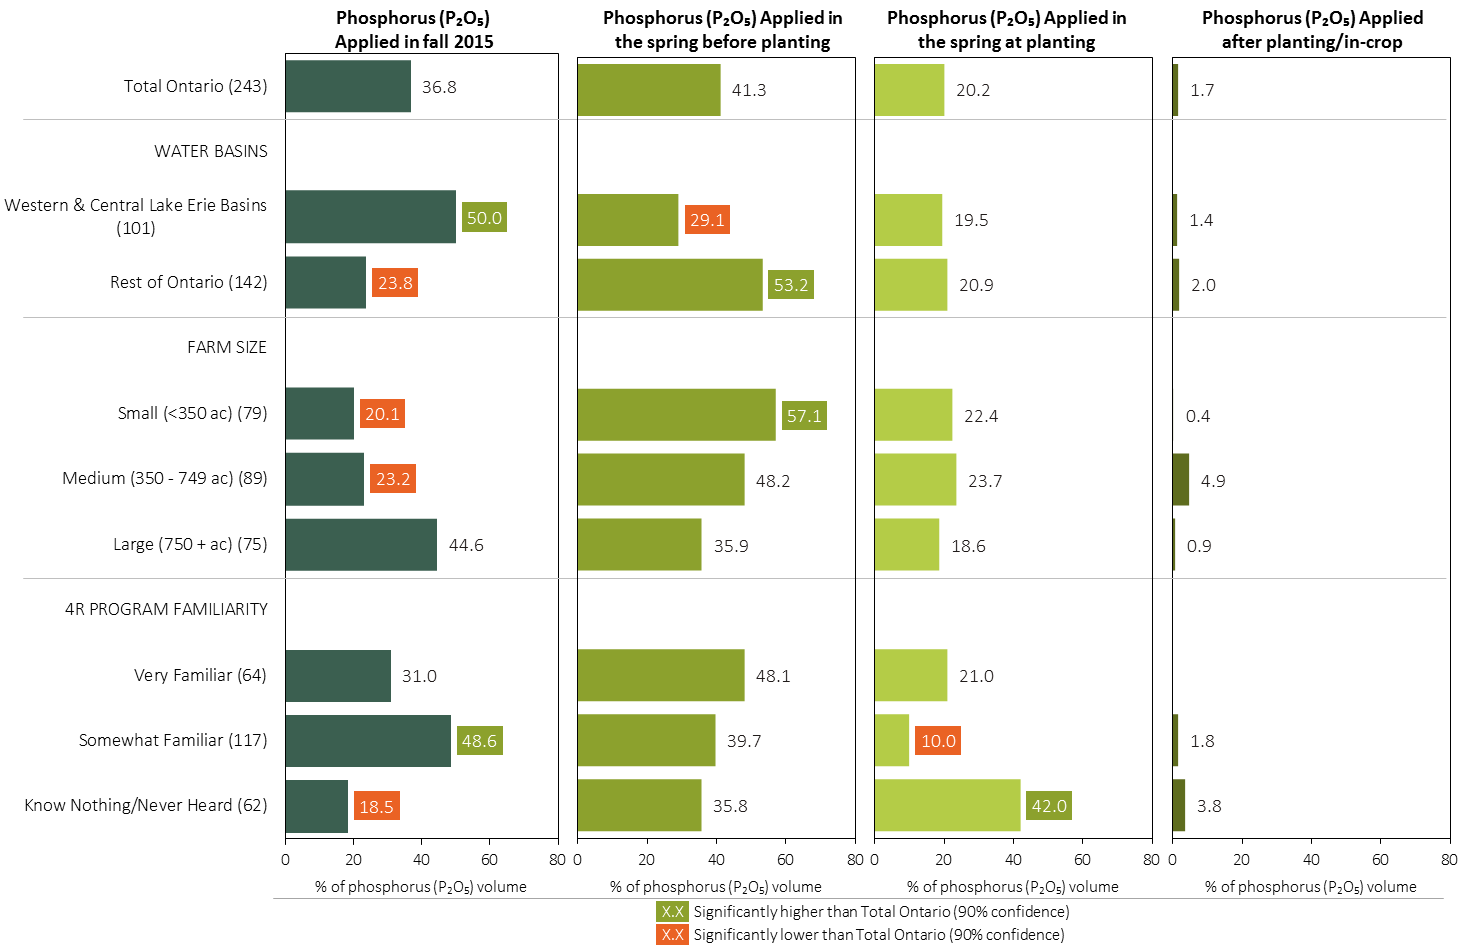 Phosphorus (P₂O₅)
Applied in fall 2015
Phosphorus (P₂O₅) Applied in
the spring before planting
Phosphorus (P₂O₅) Applied in
the spring at planting
Phosphorus (P₂O₅) Applied
after planting/in-crop
Total Ontario (243) 36.8 41.3 20.2 1.7
WATER BASINS
Western & Central Lake Erie Basins
(101) 50.0 29.1 19.5 1.4
Rest of Ontario (142) 23.8 53.2 20.9 2.0
FARM SIZE
Small (<350 ac) (79) 20.1 57.1 22.4 0.4
Medium (350 - 749 ac) (89) 23.2 48.2 23.7 4.9
Large (750 + ac) (75) 44.6 35.9 18.6 0.9
4R PROGRAM FAMILIARITY
Very Familiar (64) 31.0 48.1 21.0
Somewhat Familiar (117) 48.6 39.7 10.0 1.8
Know Nothing/Never Heard (62) 18.5 35.8 42.0 3.8
0 20 40 60 80 0 20 40 60 80 0 20 40 60 80 0 20 40 60 80
% of phosphorus (P₂O₅) volume % of phosphorus (P₂O₅) volume % of phosphorus (P₂O₅) volume % of phosphorus (P₂O₅) volume
X.X Significantly higher than Total Ontario (90% confidence)
X.X Significantly lower than Total Ontario (90% confidence)